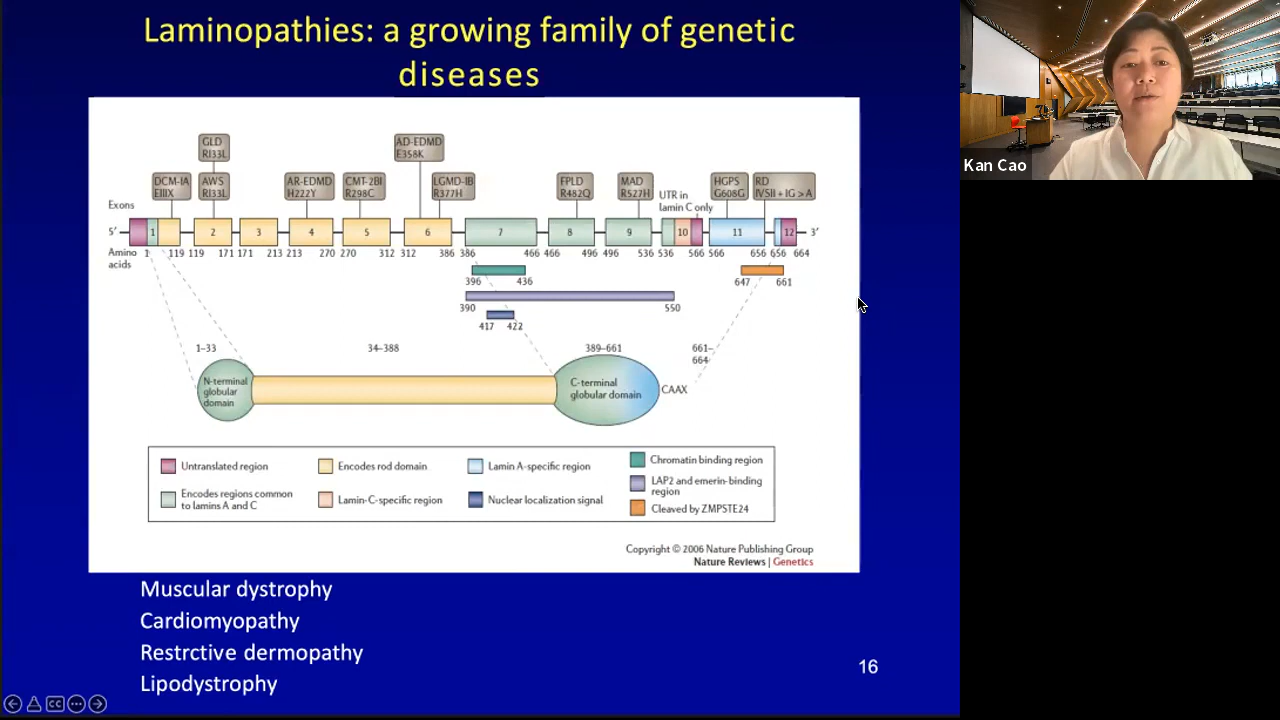 Laminopathies: a growing family of genetic
diseases
Kan Cao
GLD
RI33L
AD-EDMD
E358K
DCM-IA
EIIIX
AWS
RI33L
AR-EDMD
H222Y
CMT-2BI
R298C
LGMD-IB
R377H
FPLD
R482Q
MAD
R527H
UTR in
lamin C only
HGPS
G608G
RD
IVSII + IG > A
Exons
5′ 1 2 3 4 5 6 7 8 9 10 11 12 3′
Amino
acids
1 119 119 171 171 213 213 270 270 312 312 386 386 466 466 496 496 536 536 566 566 656 656 664
396 436
647 661
390 550
417 422
1–33 34–388 389–661 661–
664
N-terminal
globular
domain
C-terminal
globular domain
CAAX
Untranslated region
Encodes rod domain
Lamin A-specific region
Chromatin binding region
Encodes regions common
to lamins A and C
Lamin-C-specific region
Nuclear localization signal
LAP2 and emerin-binding
region
Cleaved by ZMPSTE24
Copyright © 2006 Nature Publishing Group
Nature Reviews | Genetics
Muscular dystrophy
Cardiomyopathy
Restrctive dermopathy
Lipodystrophy
16
CC